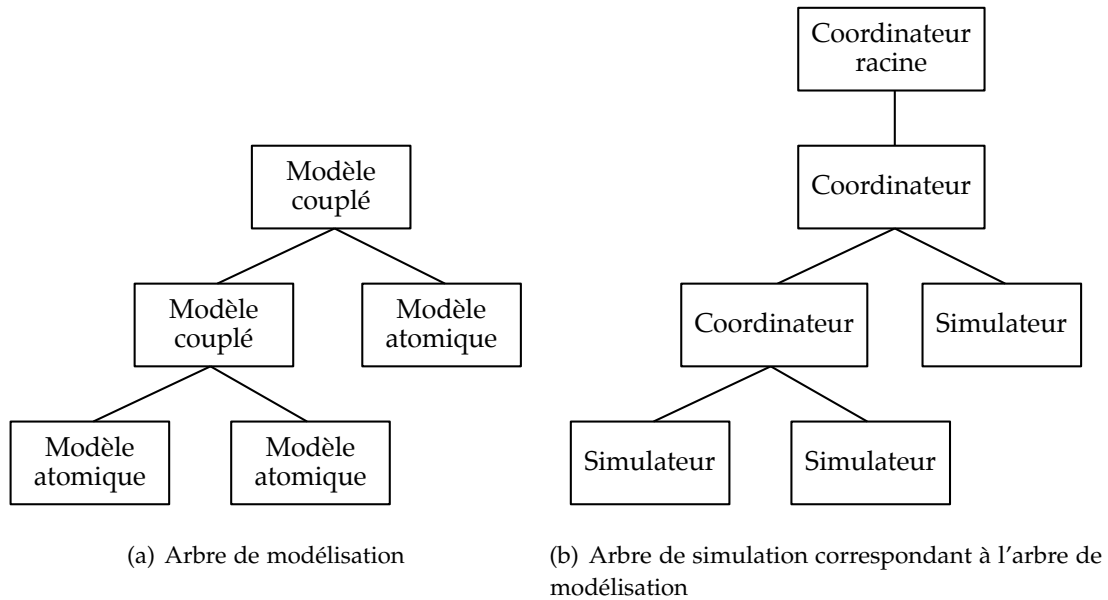 Coordinateur
racine
Modèle
couplé
Coordinateur
Modèle
couplé
Modèle
atomique
Coordinateur
Simulateur
Modèle
atomique
Modèle
atomique
Simulateur
Simulateur
(a) Arbre de modélisation
(b) Arbre de simulation correspondant à l'arbre de
modélisation